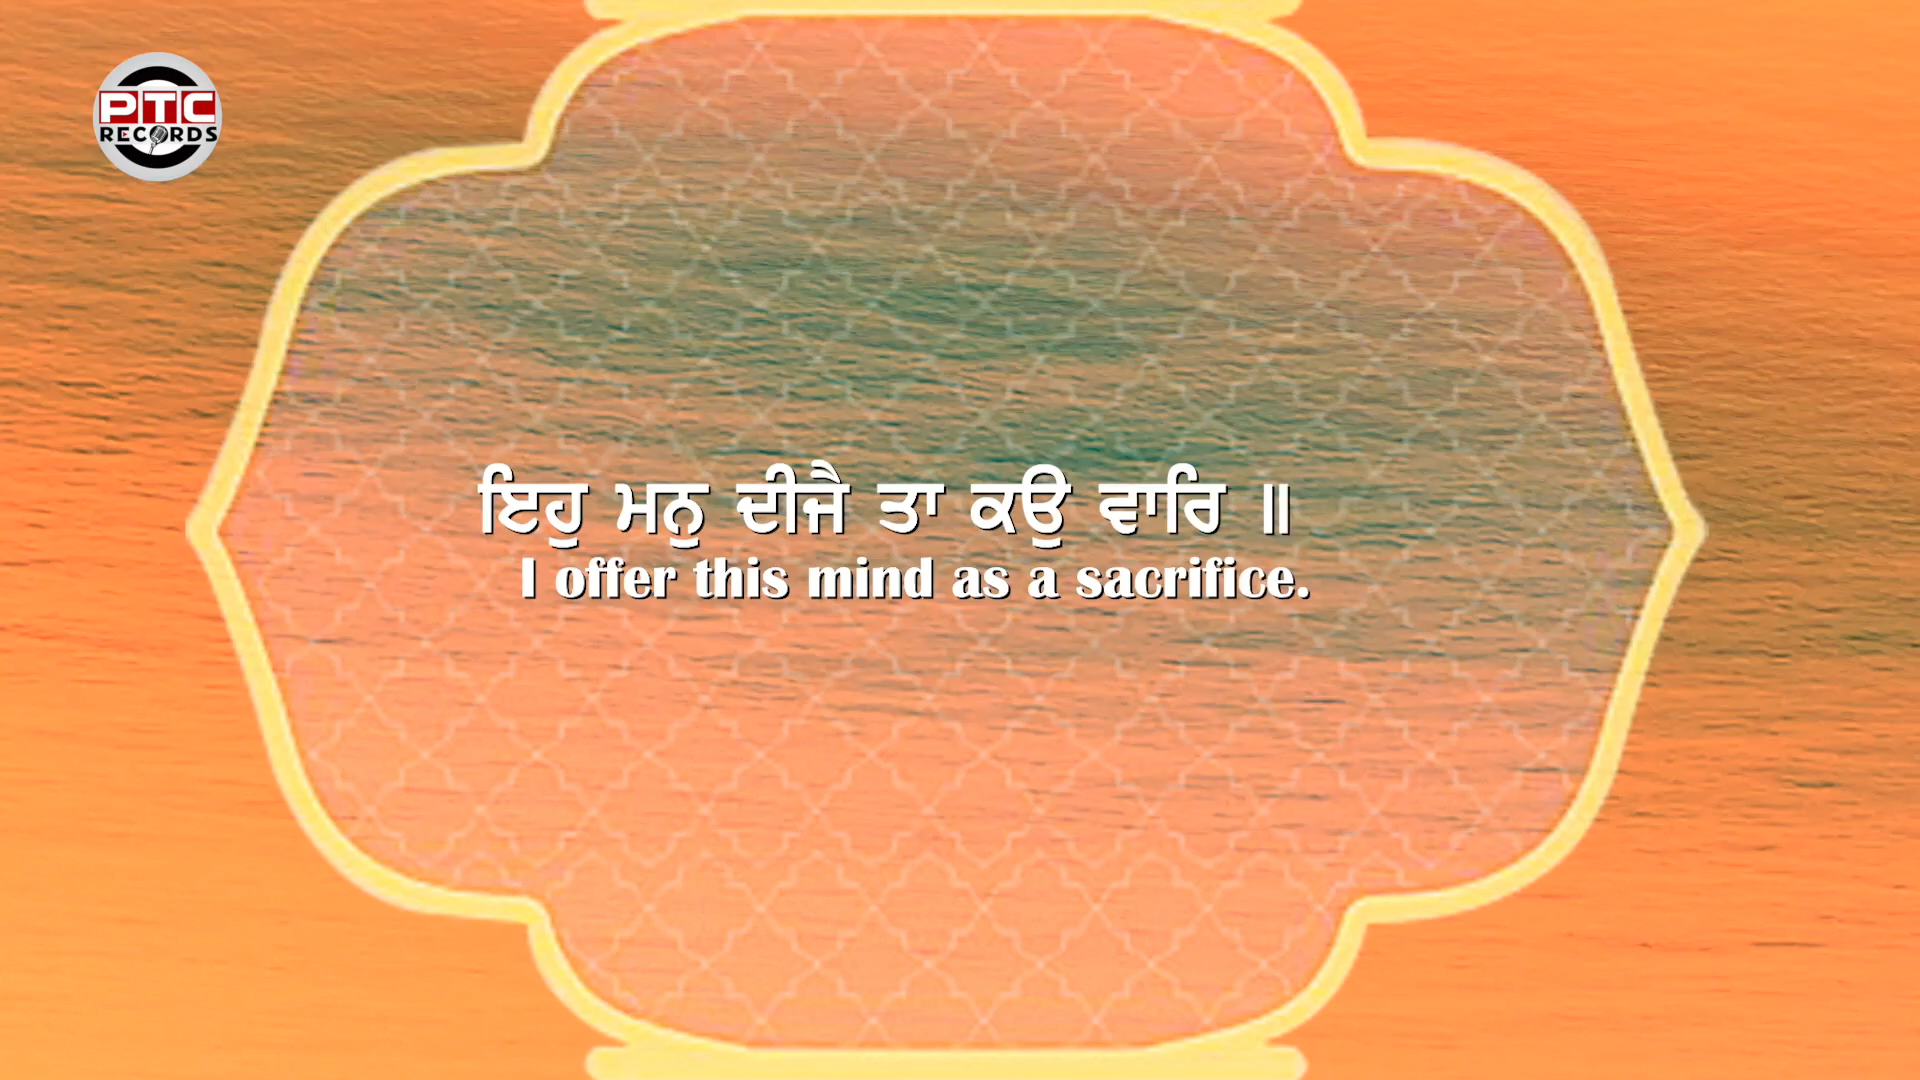 PTC
RECORDS
ਇਹੁ ਮਨੁ ਦੀਜੈ ਤਾ ਕਉ ਵਾਰਿ ॥
I offer this mind as a sacrifice.